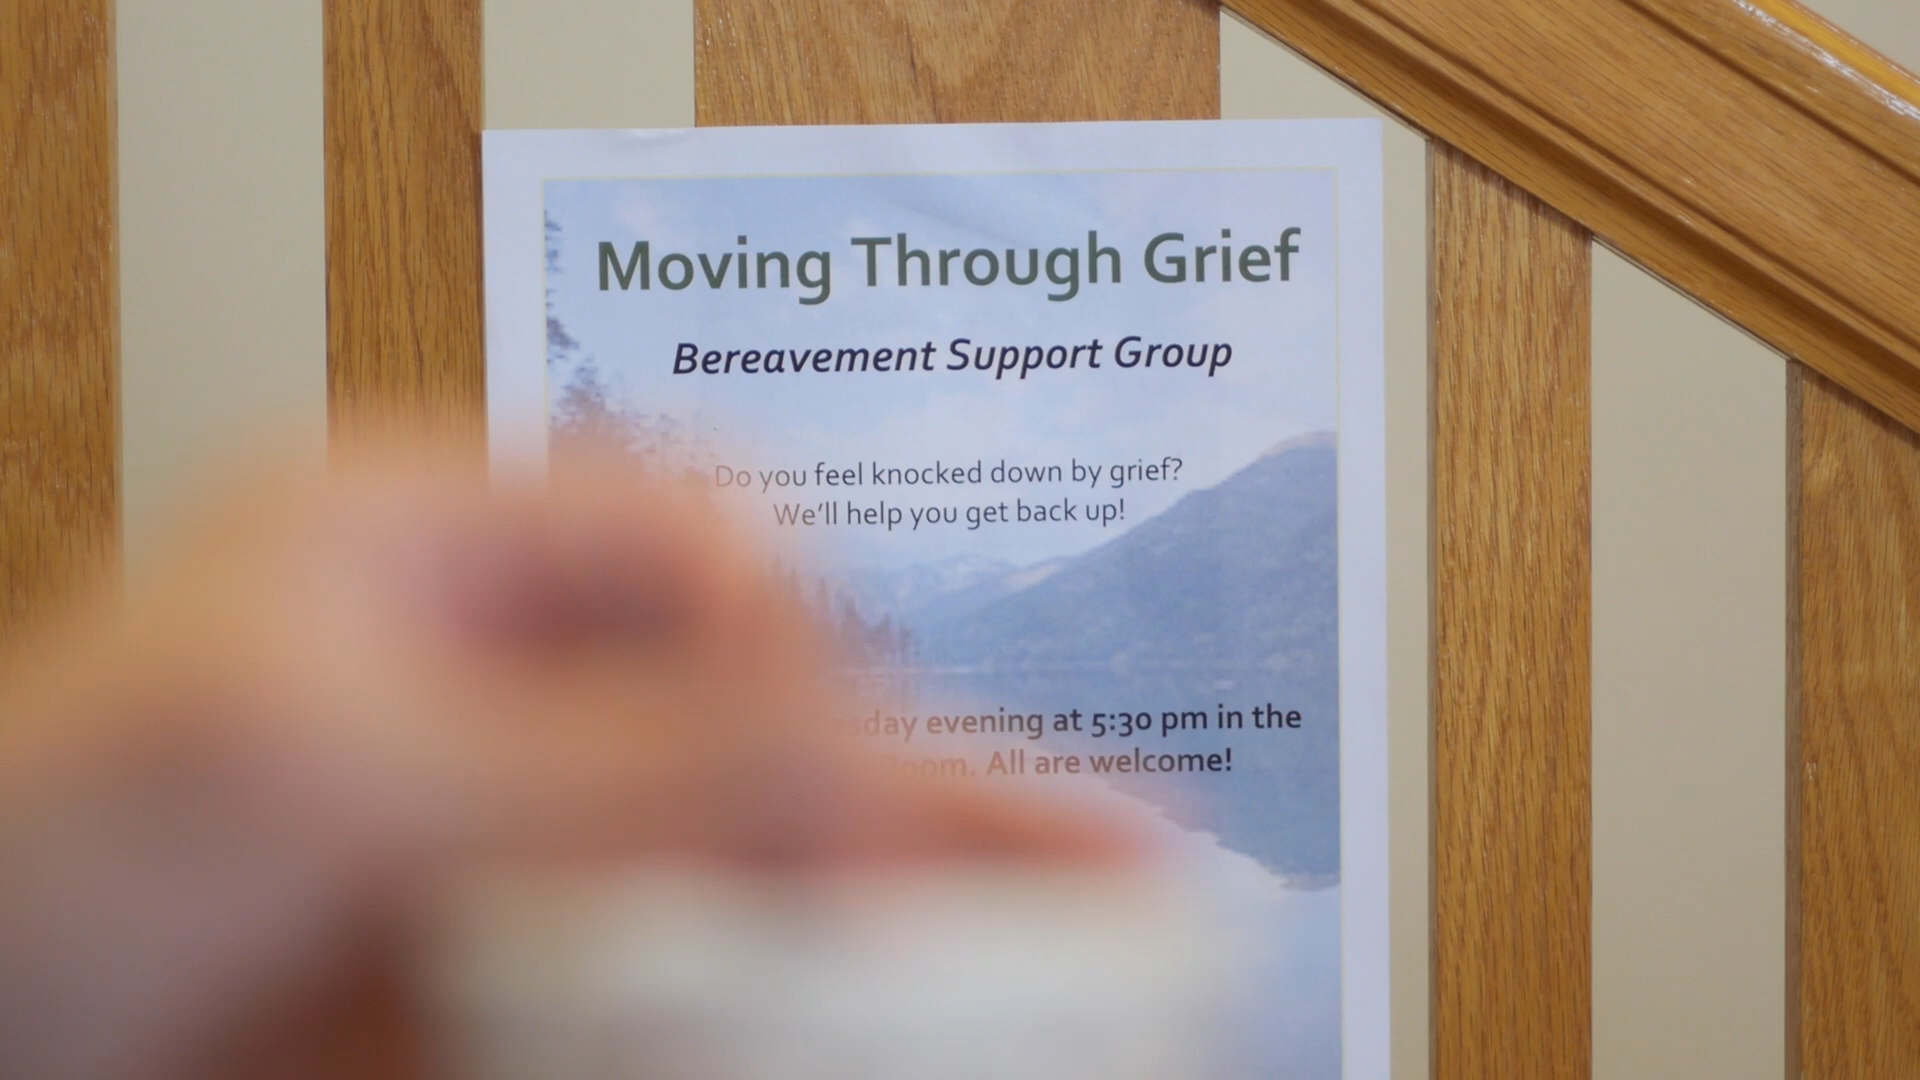 Moving Through Grief
Bereavement Support Group
Do you feel knocked down by grief?
We'll help you get back up!
evening at 5:30 pm in the
Room. All are welcome!